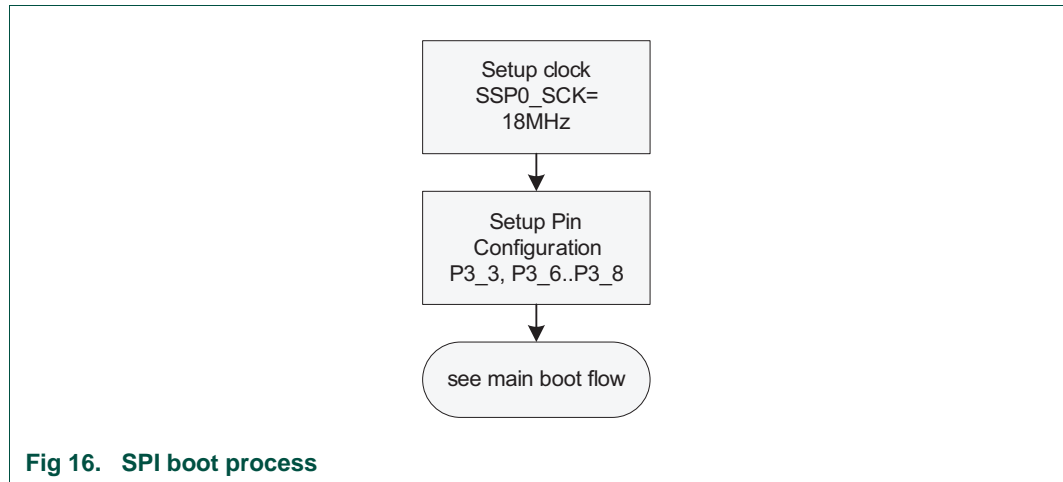 Setup clock
SSP0_SCK=
18MHz
Setup Pin
Configuration
P3_3, P3_6..P3_8
see main boot flow
Fig 16. SPI boot process